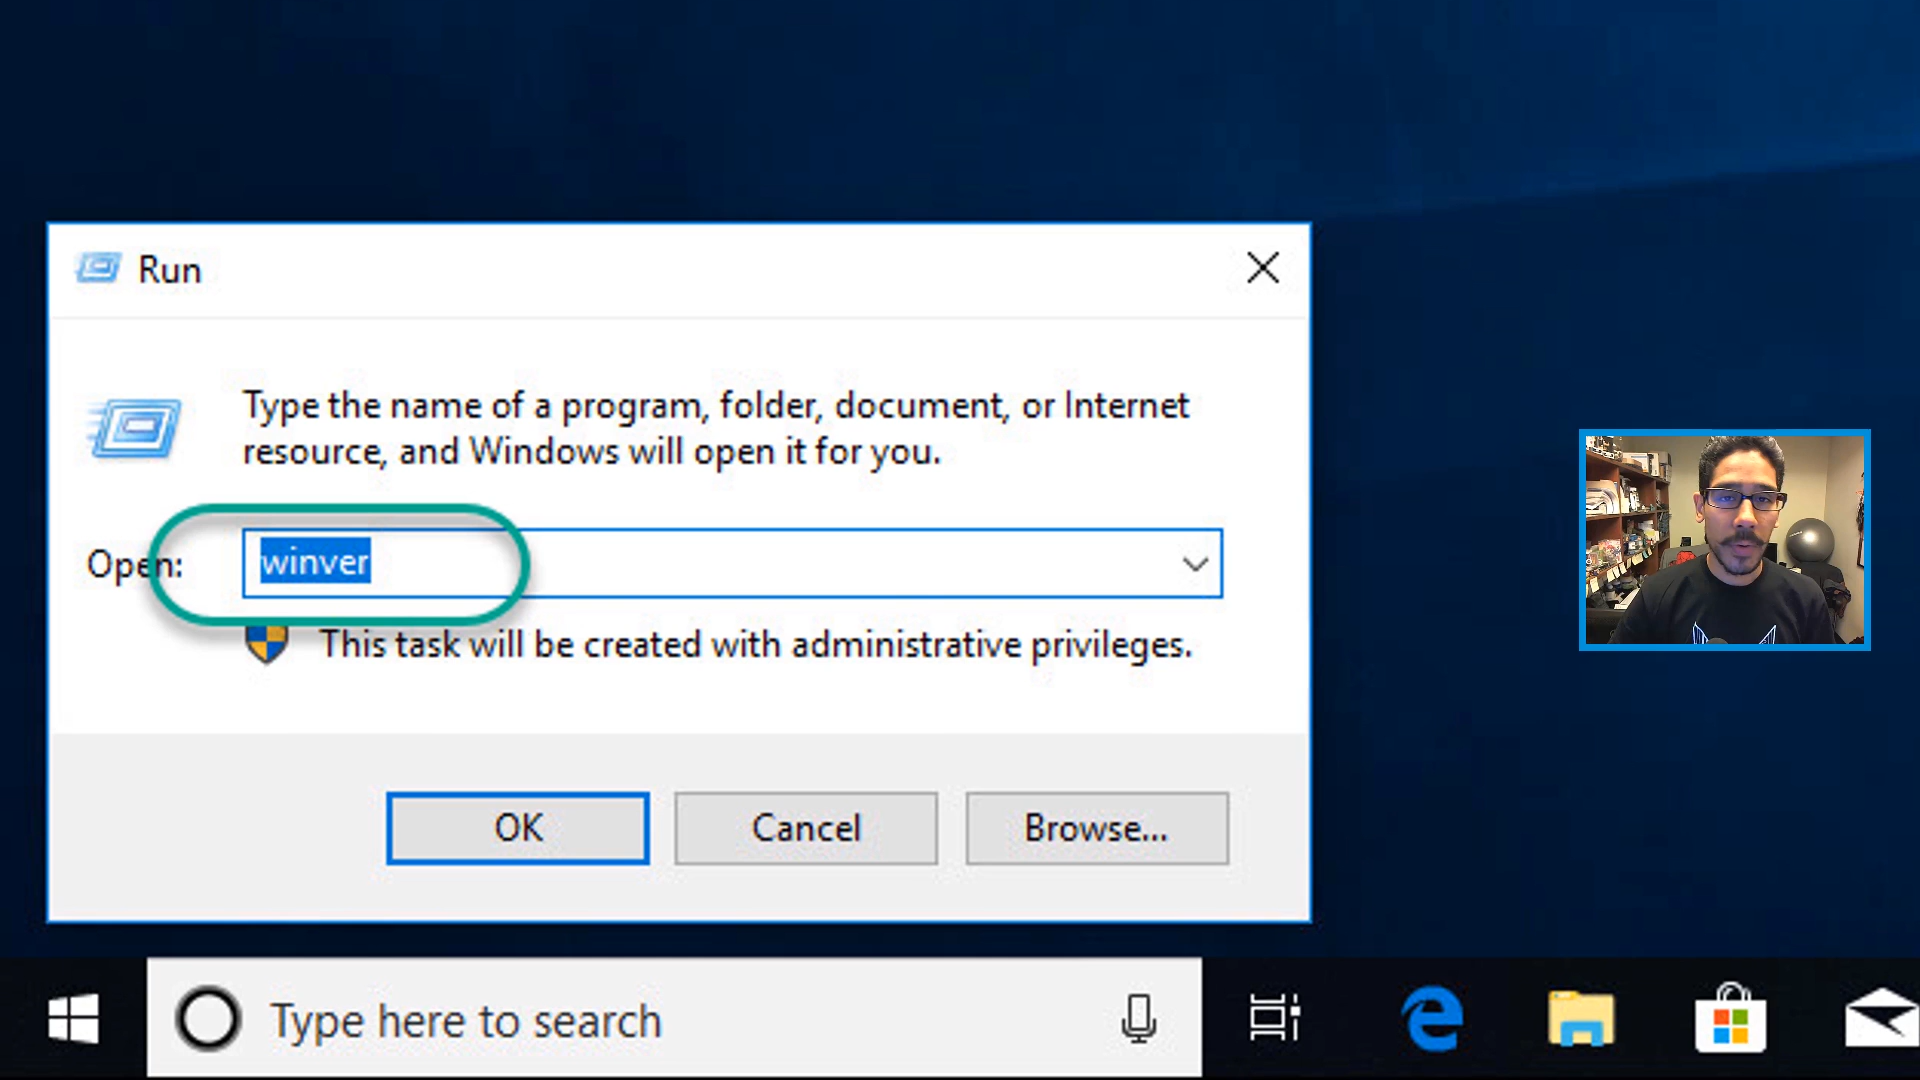 Run
Type the name of a program, folder, document, or Internet
resource, and Windows will open it for you.
Open: winver
This task will be created with administrative privileges.
OK Cancel Browse...
Type here to search